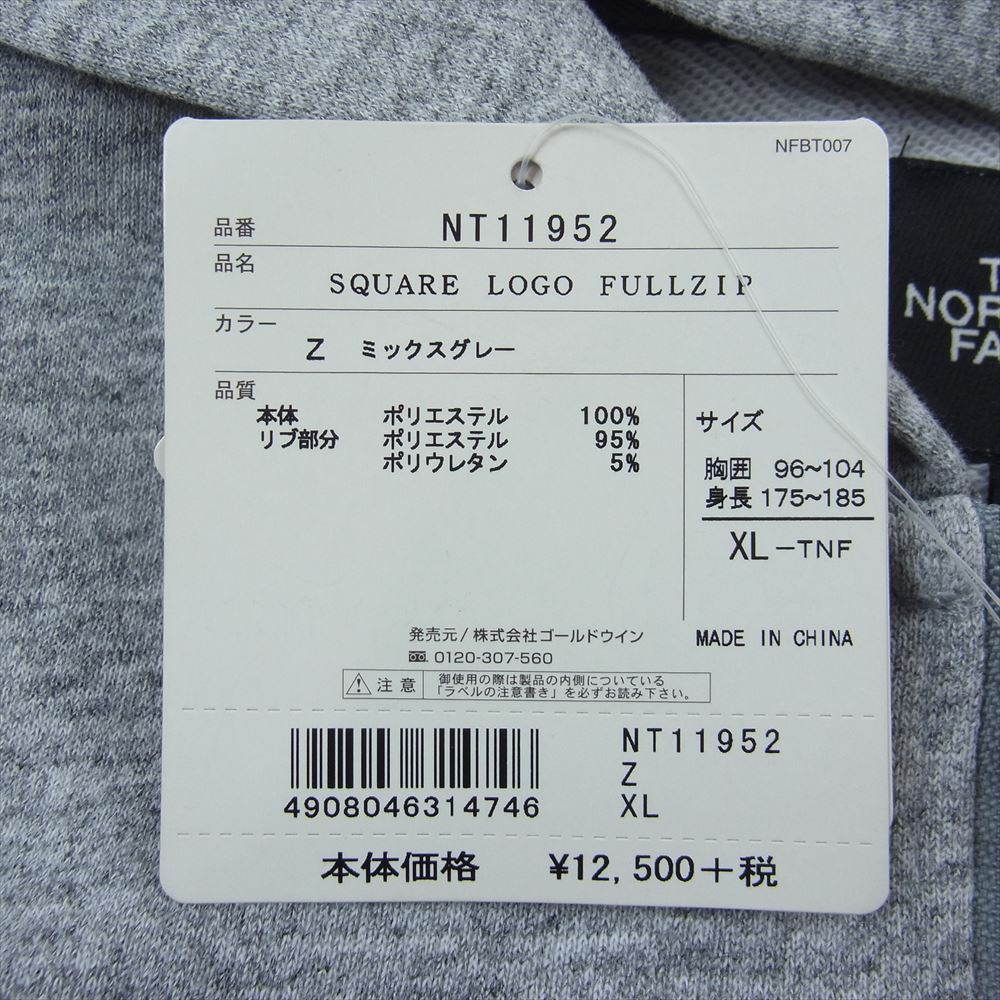 NFBT007
品番 NT11952
品名
SQUARE LOGO FULLZIP
カラー
Z ミックスグレー
品質
本体 ポリエステル 100%
リブ部分 ポリエステル 95%
ポリウレタン 5%
サイズ
胸囲 96~104
身長 175~185
XL-TNF
発売元/株式会社ゴールドウイン
0120-307-560
MADE IN CHINA
注意
御使用の際は製品の内側についている
「ラベルの注意書き」を必ずお読み下さい。
4908046314746
NT11952
Z
XL
本体価格 ¥12,500+税
T
NOR
FA